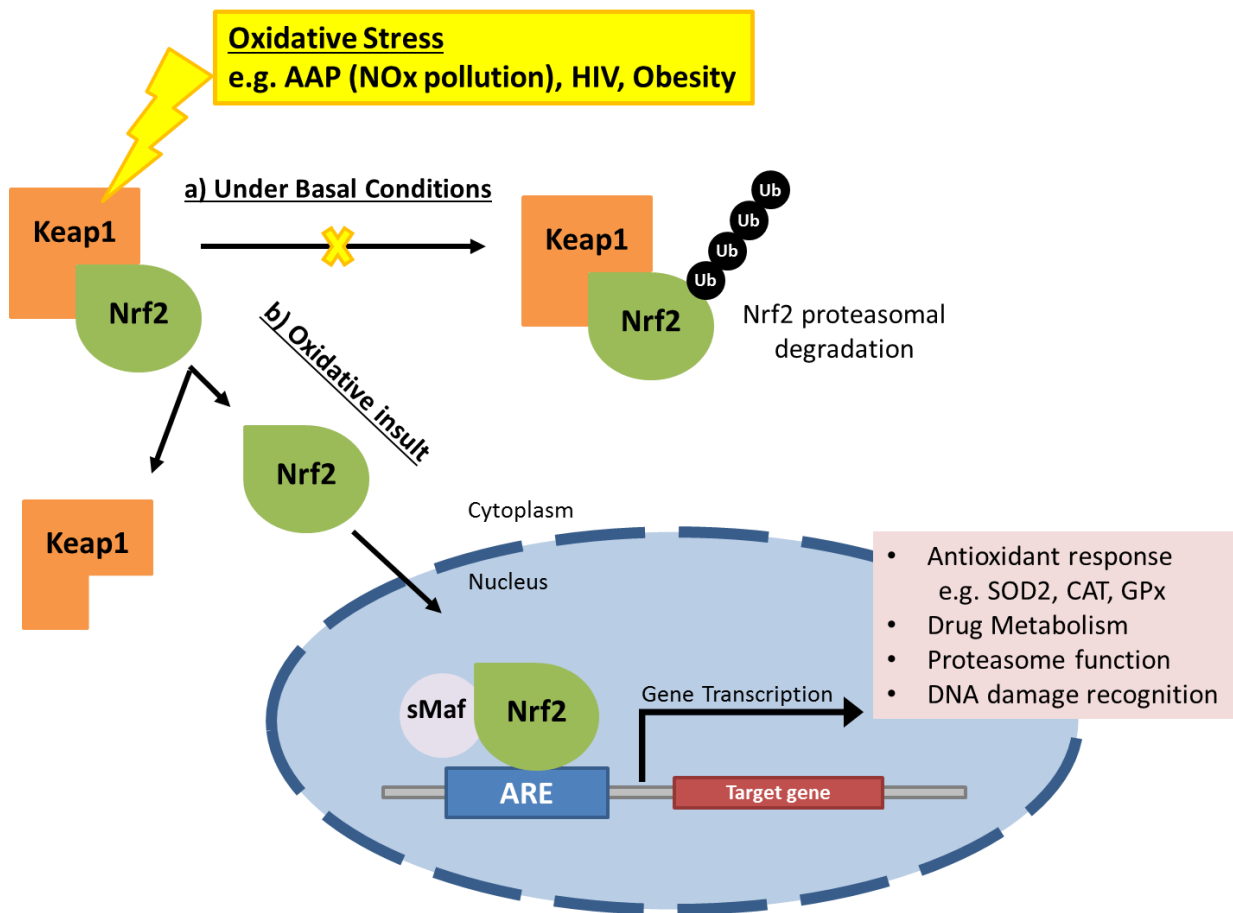 Oxidative Stress
e.g. AAP (NOx pollution), HIV, Obesity
a) Under Basal Conditions
Keap1
Nrf2
Keap1
Nrf2
Ub
Ub
Ub
Ub
Nrf2 proteasomal
degradation
b) Oxidative insult
Nrf2
Keap1
Cytoplasm
Nucleus
• Antioxidant response
e.g. SOD2, CAT, GPx
• Drug Metabolism
• Proteasome function
• DNA damage recognition
sMaf
Nrf2
Gene Transcription
ARE
Target gene